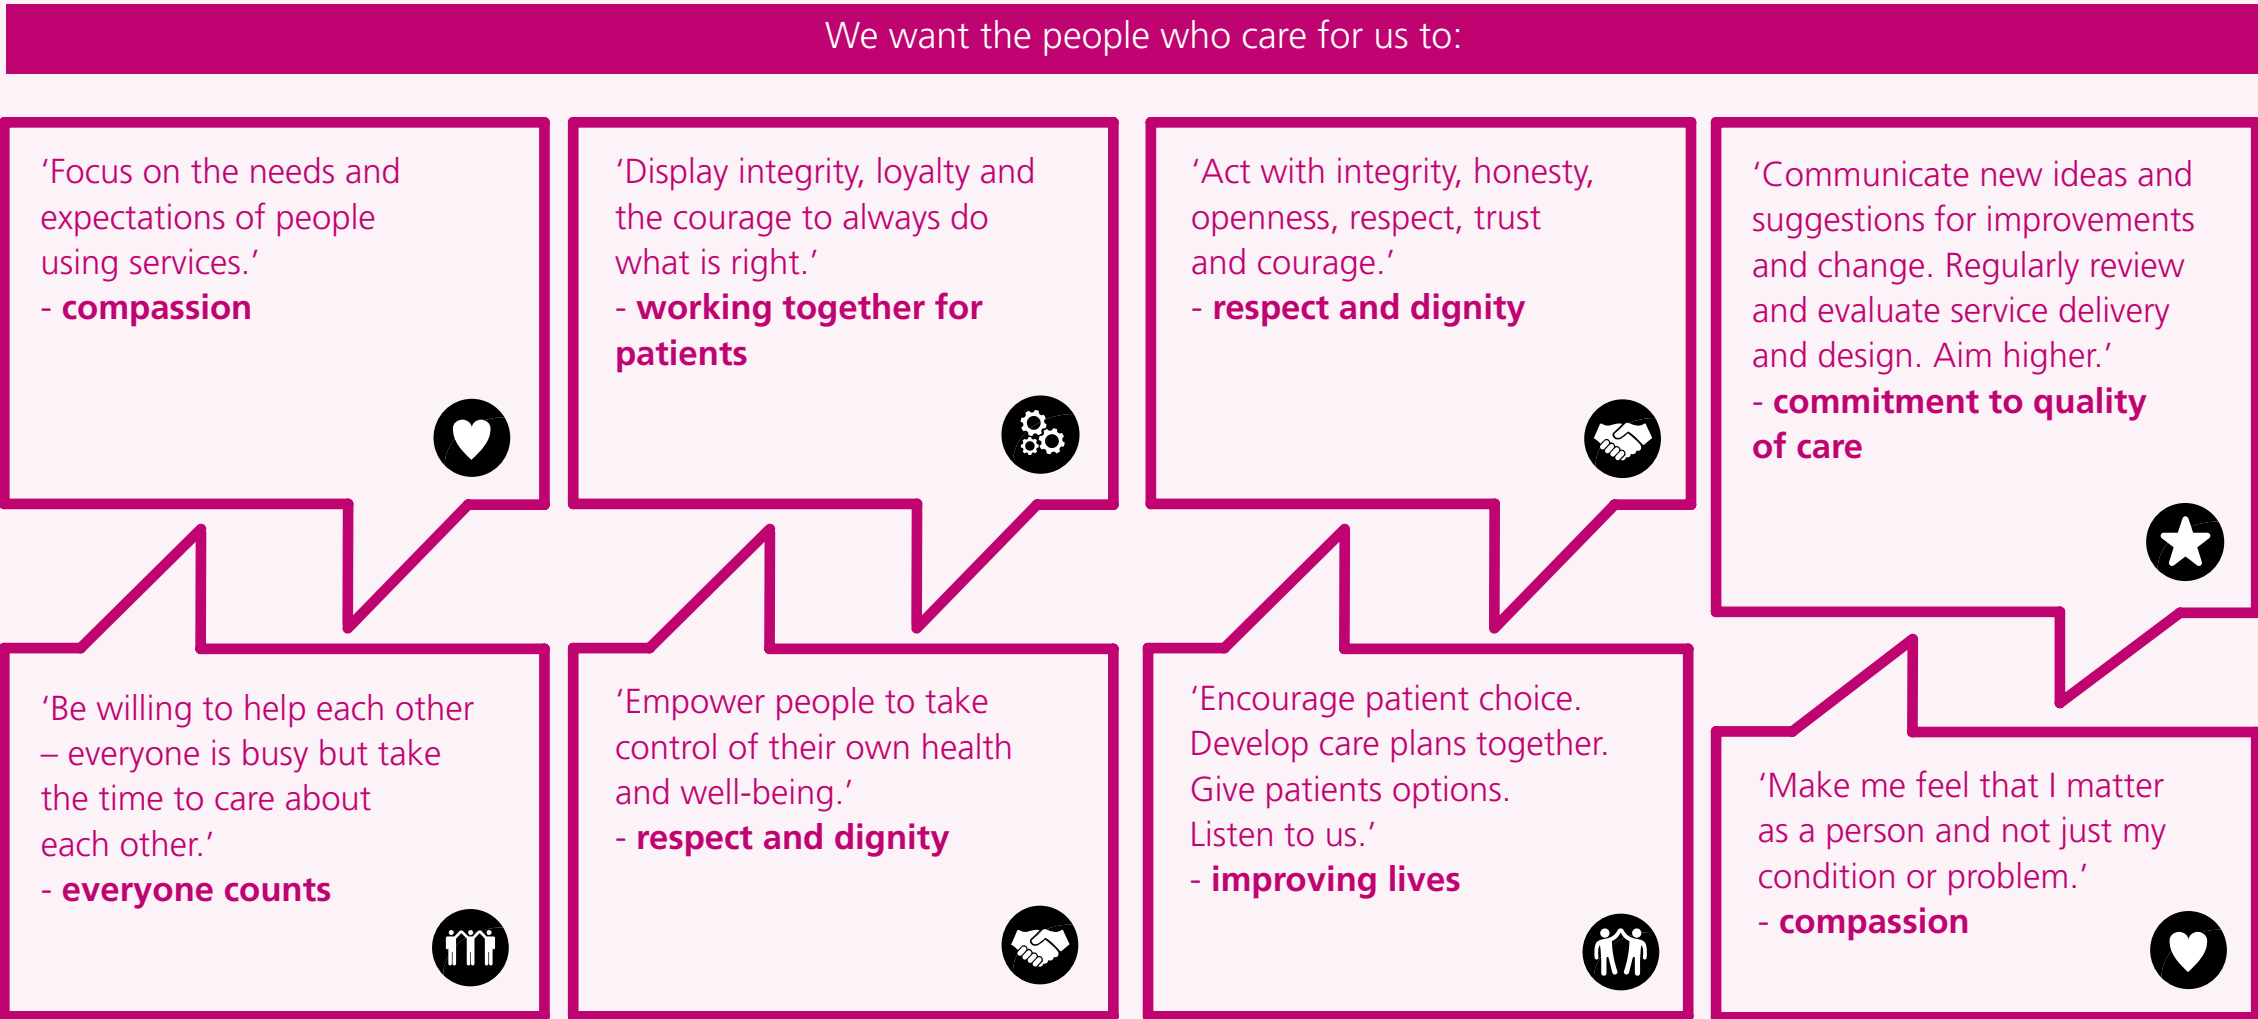 We want the people who care for us to:
‘Focus on the needs and
expectations of people
using services.’
- compassion
‘Display integrity, loyalty and
the courage to always do
what is right.’
- working together for
patients
‘Act with integrity, honesty,
openness, respect, trust
and courage.’
- respect and dignity
‘Communicate new ideas and
suggestions for improvements
and change. Regularly review
and evaluate service delivery
and design. Aim higher.’
- commitment to quality
of care
‘Be willing to help each other
– everyone is busy but take
the time to care about
each other.’
- everyone counts
‘Empower people to take
control of their own health
and well-being.’
- respect and dignity
‘Encourage patient choice.
Develop care plans together.
Give patients options.
Listen to us.’
- improving lives
‘Make me feel that I matter
as a person and not just my
condition or problem.’
- compassion